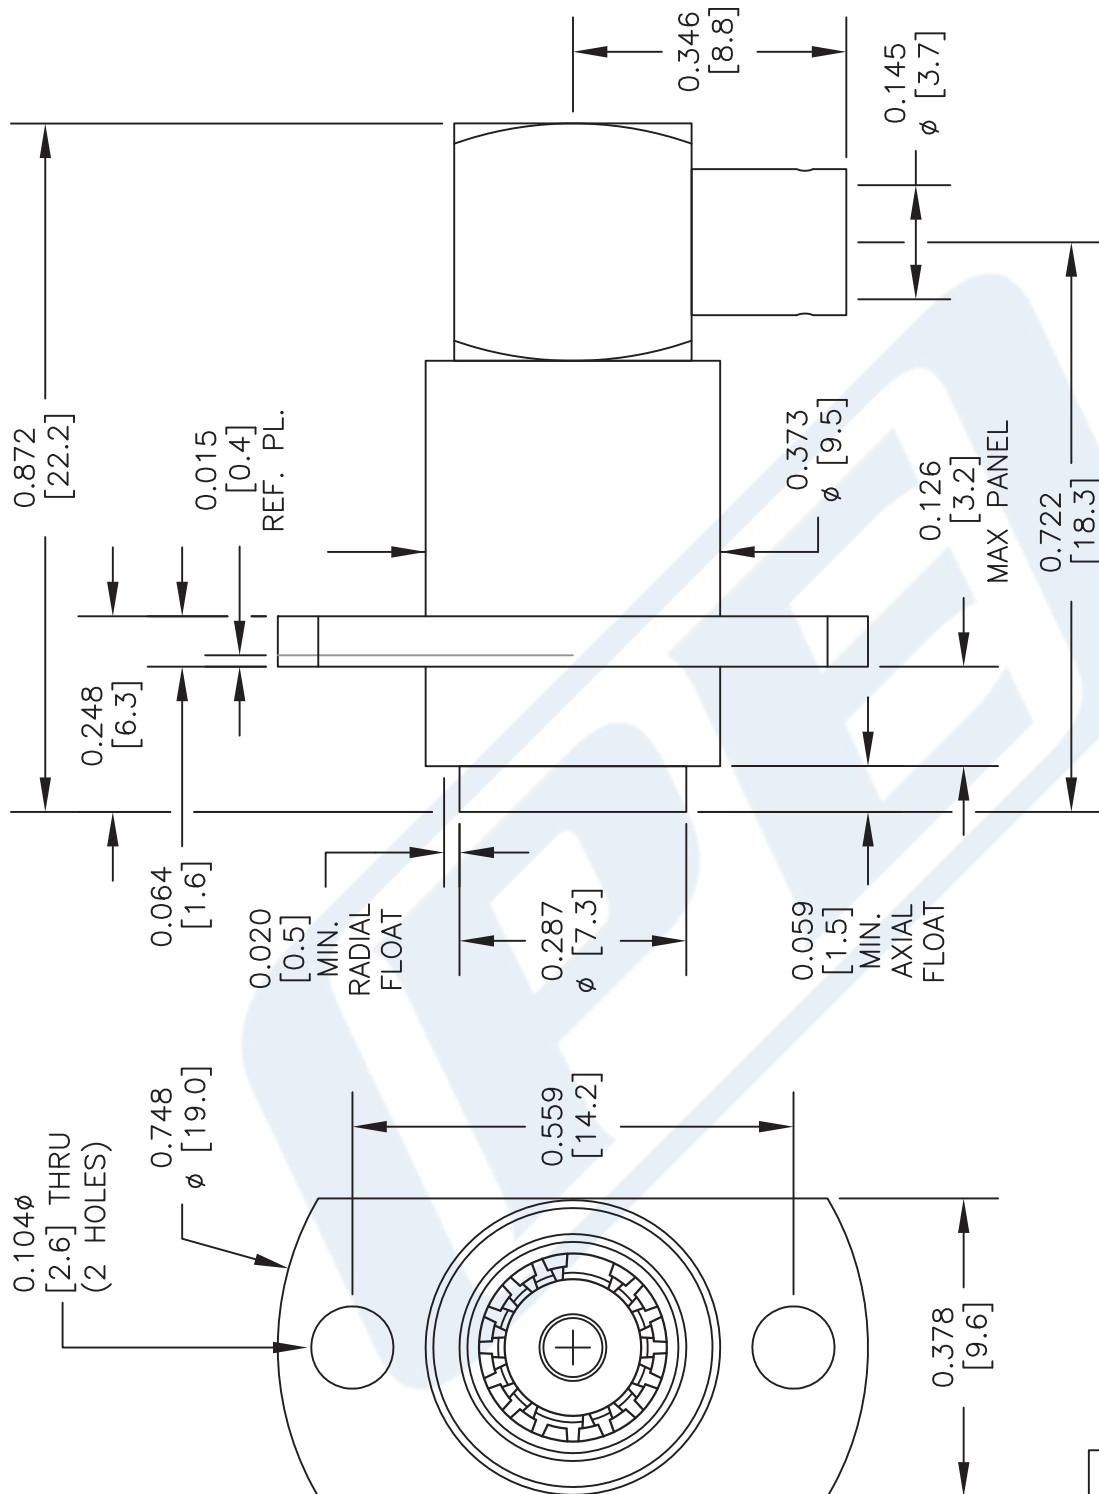 0.872
[22.2]
0.015
[0.4]
REF. PL.
0.248
[6.3]
0.064
[1.6]
0.346
[8.8]
0.145
ø [3.7]
0.373
ø [9.5]
0.126
[3.2]
MAX PANEL
0.722
[18.3]
0.020
[0.5]
MIN.
RADIAL
FLOAT
0.287
ø [7.3]
0.059
[1.5]
MIN.
AXIAL
FLOAT
0.104ø
[2.6] THRU
(2 HOLES)
0.748
ø [19.0]
0.559
[14.2]
0.378
[9.6]
PE